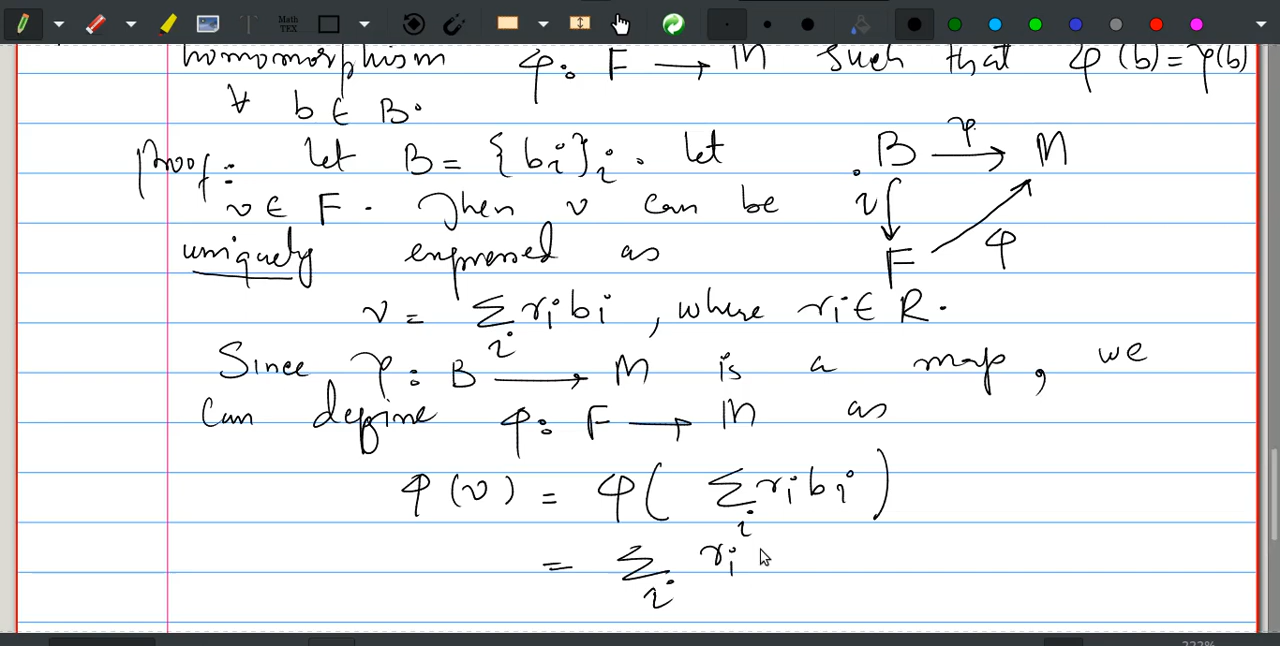 homomorphism φ: F → M such that φ(b) = γ(b)
∀ b ∈ B.
Proof: let B = {bi}i. let
v ∈ F. Then v can be
uniquely expressed as
B γ→ M
i
F φ
v = Σi ri bi, where ri ∈ R.
Since γ: B → M is a map, we
can define φ: F → M as
φ(v) = φ( Σi ri bi )
= Σi ri